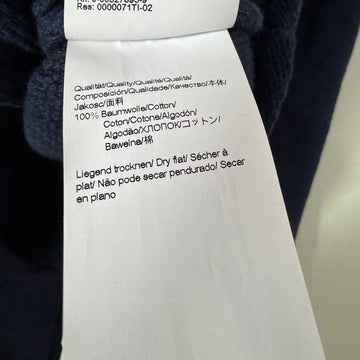 Res: 0000071TI-02
Qualität/Quality/Qualité/Qualità/
Composición/Qualidade/Качество/本体/
Jakość/面料
100% Baumwolle/Cotton/
Coton/Cotone/Algodón/
Algodão/ХЛОПОК/コットン/
Bawełna/棉
Liegend trocknen/ Dry flat/ Sécher à
plat/ Não pode secar pendurado/ Secar
en plano